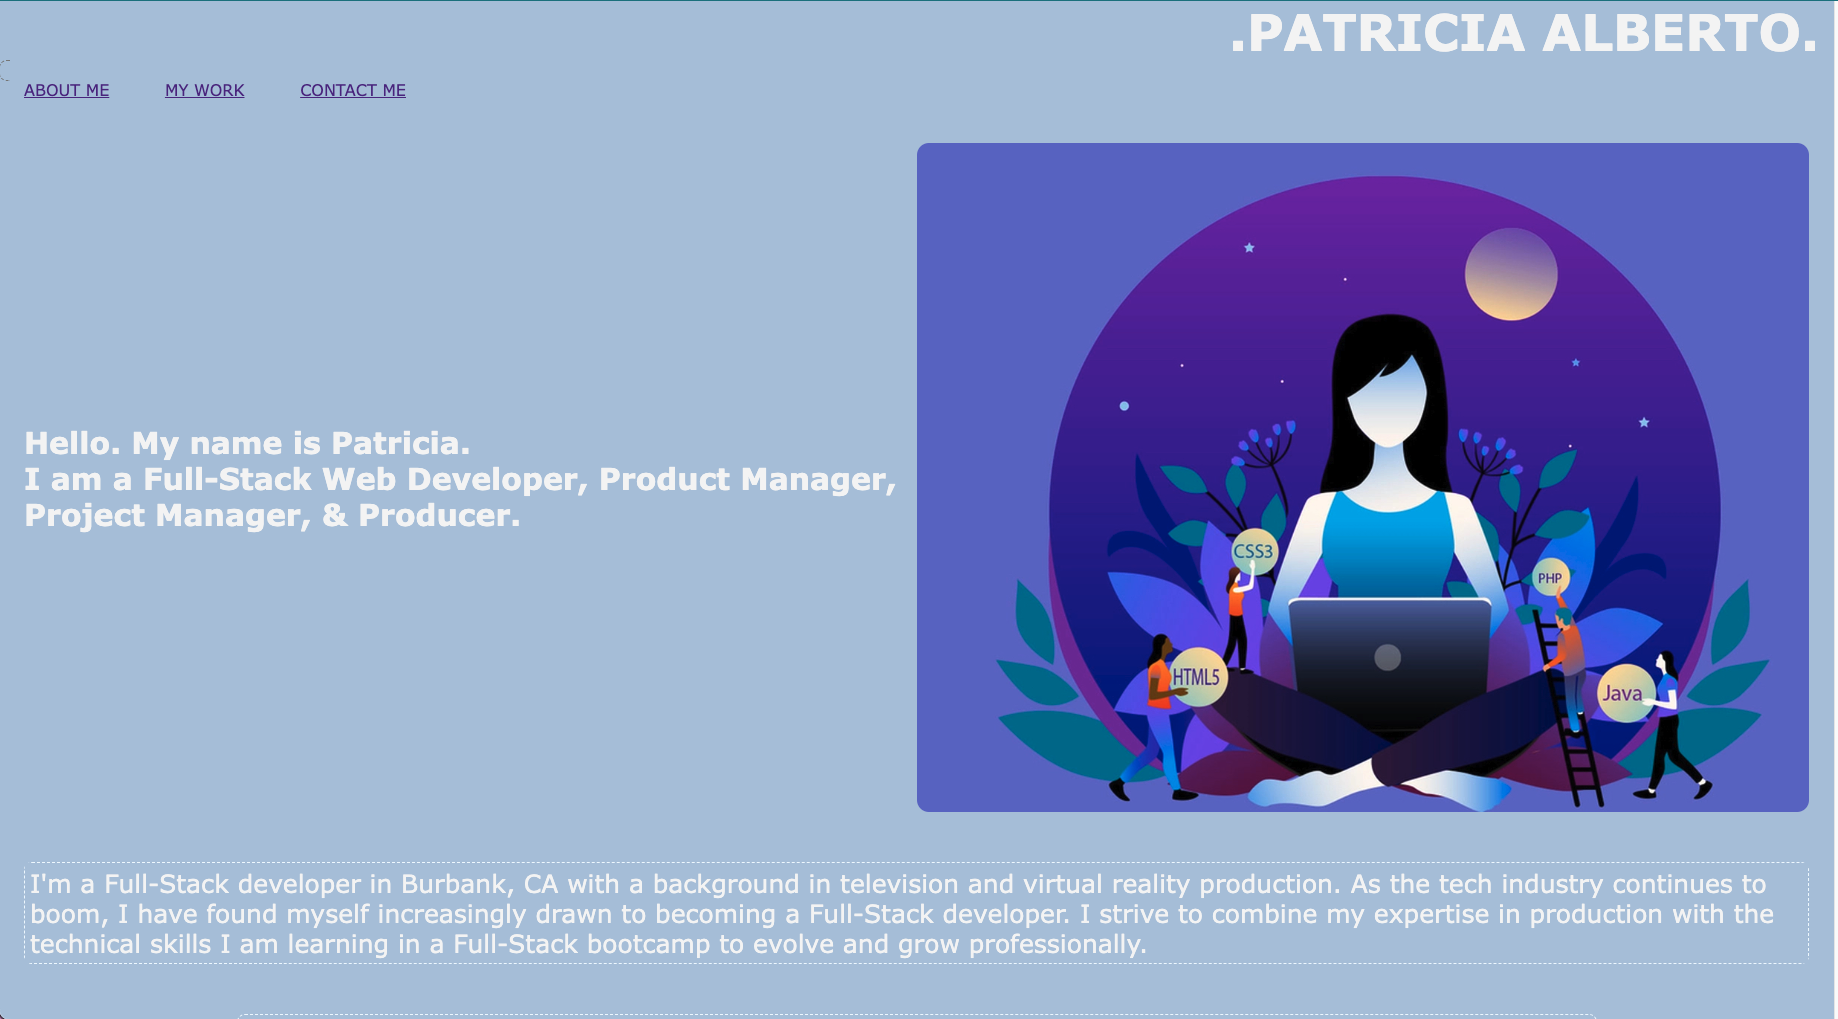 .PATRICIA ALBERTO.
ABOUT ME
MY WORK
CONTACT ME
Hello. My name is Patricia.
I am a Full-Stack Web Developer, Product Manager,
Project Manager, & Producer.
CSS3
PHP
HTML5
Java
I'm a Full-Stack developer in Burbank, CA with a background in television and virtual reality production. As the tech industry continues to
boom, I have found myself increasingly drawn to becoming a Full-Stack developer. I strive to combine my expertise in production with the
technical skills I am learning in a Full-Stack bootcamp to evolve and grow professionally.